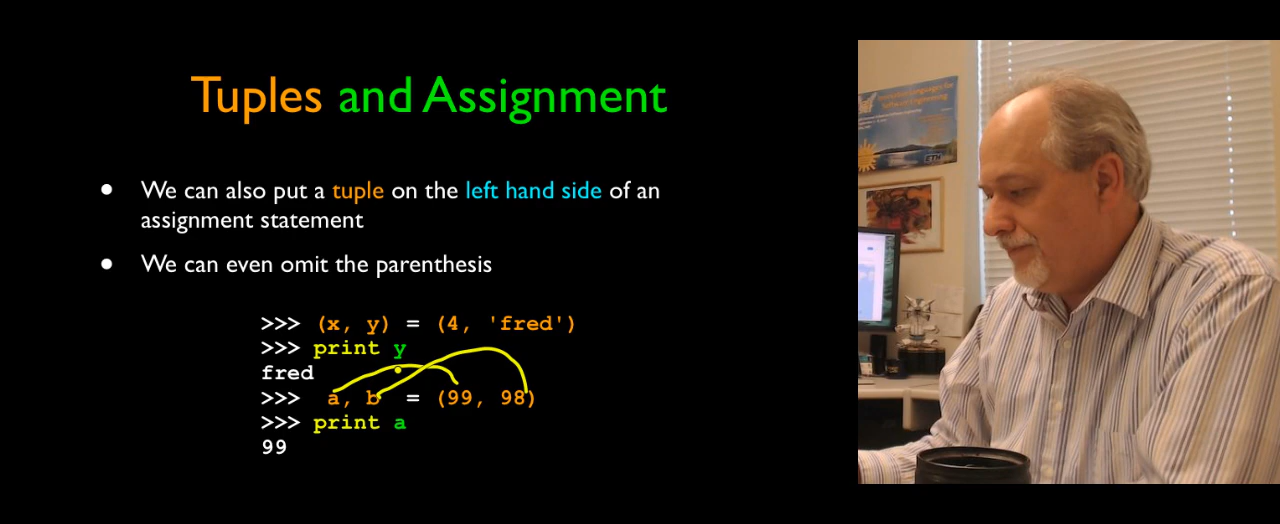 Tuples and Assignment
• We can also put a tuple on the left hand side of an
assignment statement
• We can even omit the parenthesis
>>> (x, y) = (4, 'fred')
>>> print y
fred
>>> a, b = (99, 98)
>>> print a
99